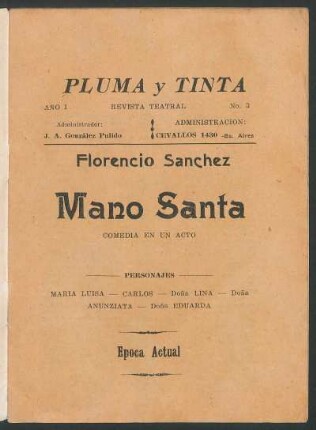 PLUMA y TINTA
AÑO I REVISTA TEATRAL No. 3
Administrador: ADMINISTRACION:
J. A. González Pulido CEVALLOS 1430 -Bs. Aires
Florencio Sanchez
Mano Santa
COMEDIA EN UN ACTO
PERSONAJES
MARIA LUISA — CARLOS — Doña LINA — Doña
ANUNZIATA — Doña EDUARDA
Epoca Actual